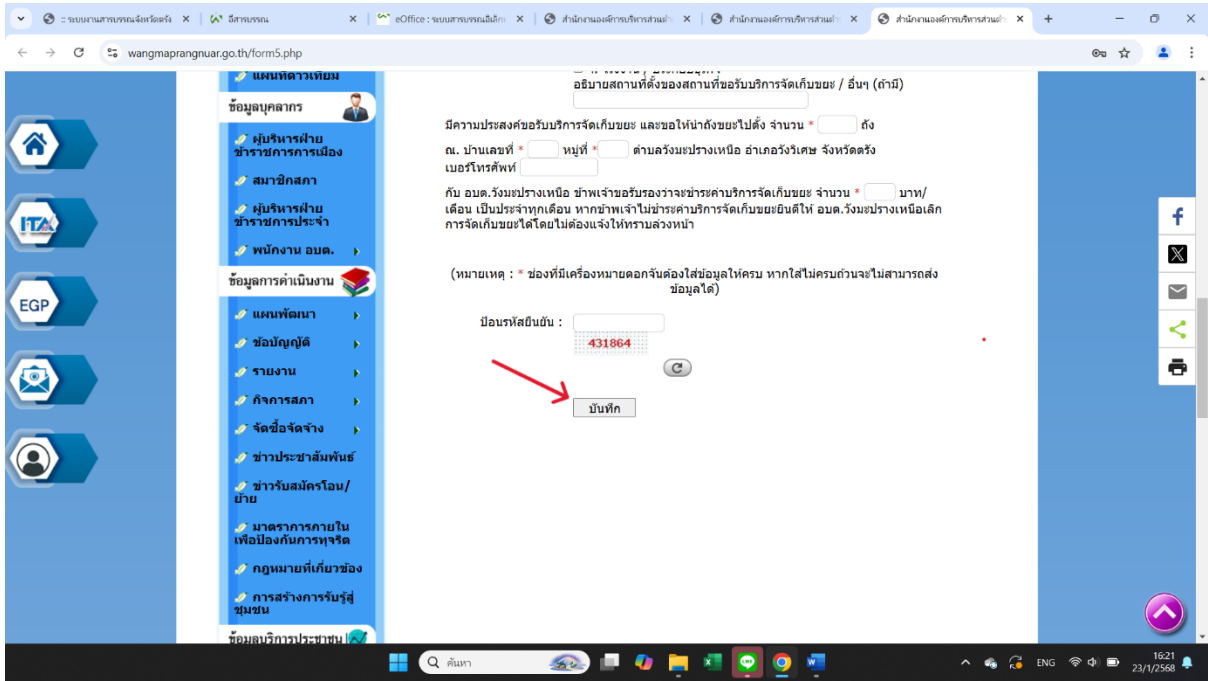 :: ระบบงานสารบรรณจังหวัดตรัง
อีสารบรรณ
eOffice : ระบบสารบรรณอิเล็ก
สำนักงานองค์การบริหารส่วนตำ
สำนักงานองค์การบริหารส่วนตำ
สำนักงานองค์การบริหารส่วนตำ
wangmaprangnuar.go.th/form5.php
แผนที่ดาวเทียม
ข้อมูลบุคลากร
ผู้บริหารฝ่าย
ข้าราชการการเมือง
สมาชิกสภา
ผู้บริหารฝ่าย
ข้าราชการประจำ
พนักงาน อบต.
ข้อมูลการดำเนินงาน
แผนพัฒนา
ข้อบัญญัติ
รายงาน
กิจการสภา
จัดซื้อจัดจ้าง
ข่าวประชาสัมพันธ์
ข่าวรับสมัครโอน/
ย้าย
มาตราการภายใน
เพื่อป้องกันการทุจริต
กฎหมายที่เกี่ยวข้อง
การสร้างการรับรู้สู่
ชุมชน
ข้อมูลบริการประชาชน
ITA
EGP
อธิบายสถานที่ตั้งของสถานที่ขอรับบริการจัดเก็บขยะ / อื่นๆ (ถ้ามี)
มีความประสงค์ขอรับบริการจัดเก็บขยะ และขอให้นำถังขยะไปตั้ง จำนวน * ถัง
ณ. บ้านเลขที่ * หมู่ที่ * ตำบลวังมะปรางเหนือ อำเภอวังวิเศษ จังหวัดตรัง
เบอร์โทรศัพท์
กับ อบต.วังมะปรางเหนือ ข้าพเจ้าขอรับรองว่าจะชำระค่าบริการจัดเก็บขยะ จำนวน * บาท/
เดือน เป็นประจำทุกเดือน หากข้าพเจ้าไม่ชำระค่าบริการจัดเก็บขยะยินดีให้ อบต.วังมะปรางเหนือเลิก
การจัดเก็บขยะได้โดยไม่ต้องแจ้งให้ทราบล่วงหน้า
(หมายเหตุ : * ช่องที่มีเครื่องหมายดอกจันต้องใส่ข้อมูลให้ครบ หากใส่ไม่ครบถ้วนจะไม่สามารถส่ง
ข้อมูลได้)
ป้อนรหัสยืนยัน :
431864
บันทึก
ค้นหา
ENG
16:21
23/1/2568